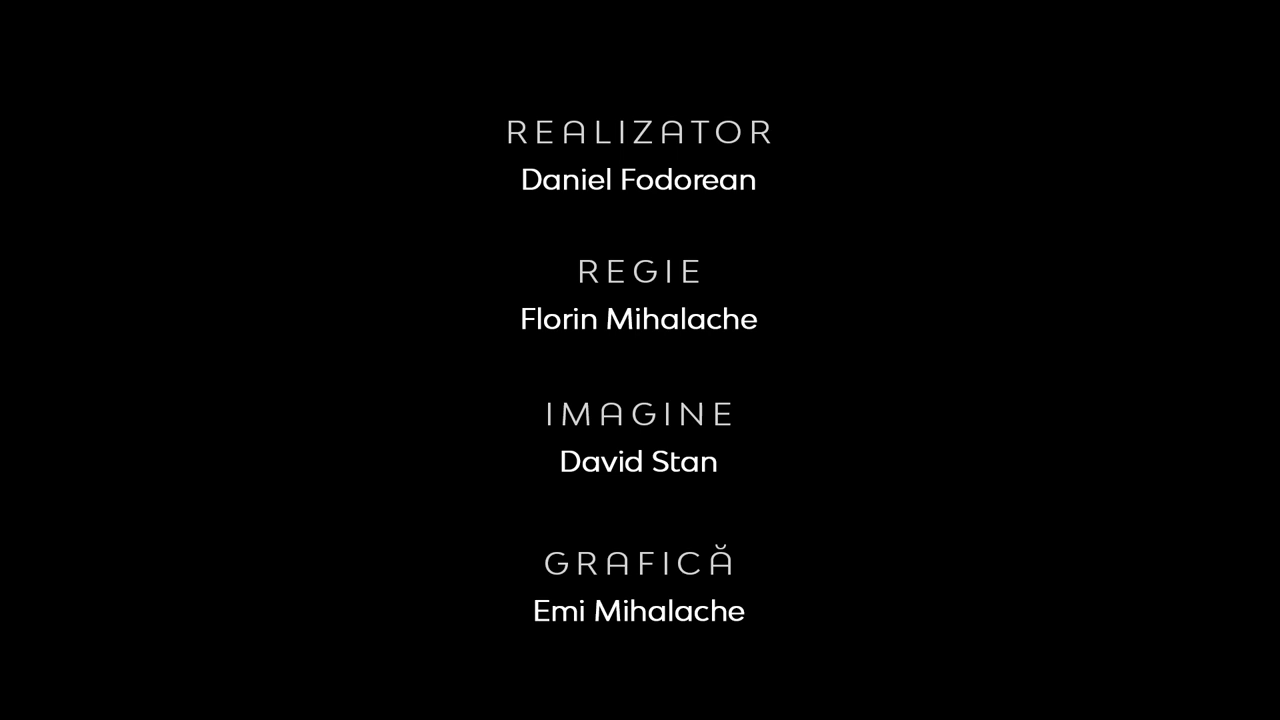 REALIZATOR
Daniel Fodorean
REGIE
Florin Mihalache
IMAGINE
David Stan
GRAFICĂ
Emi Mihalache